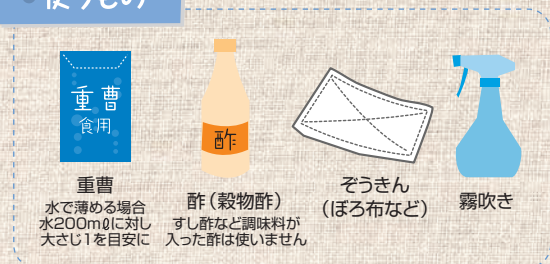 使うもの
重曹
食用
酢
重曹
水で薄める場合
水200mℓに対し
大さじ1を目安に
酢(穀物酢)
すし酢など調味料が
入った酢は使いません
ぞうきん
(ぼろ布など)
霧吹き